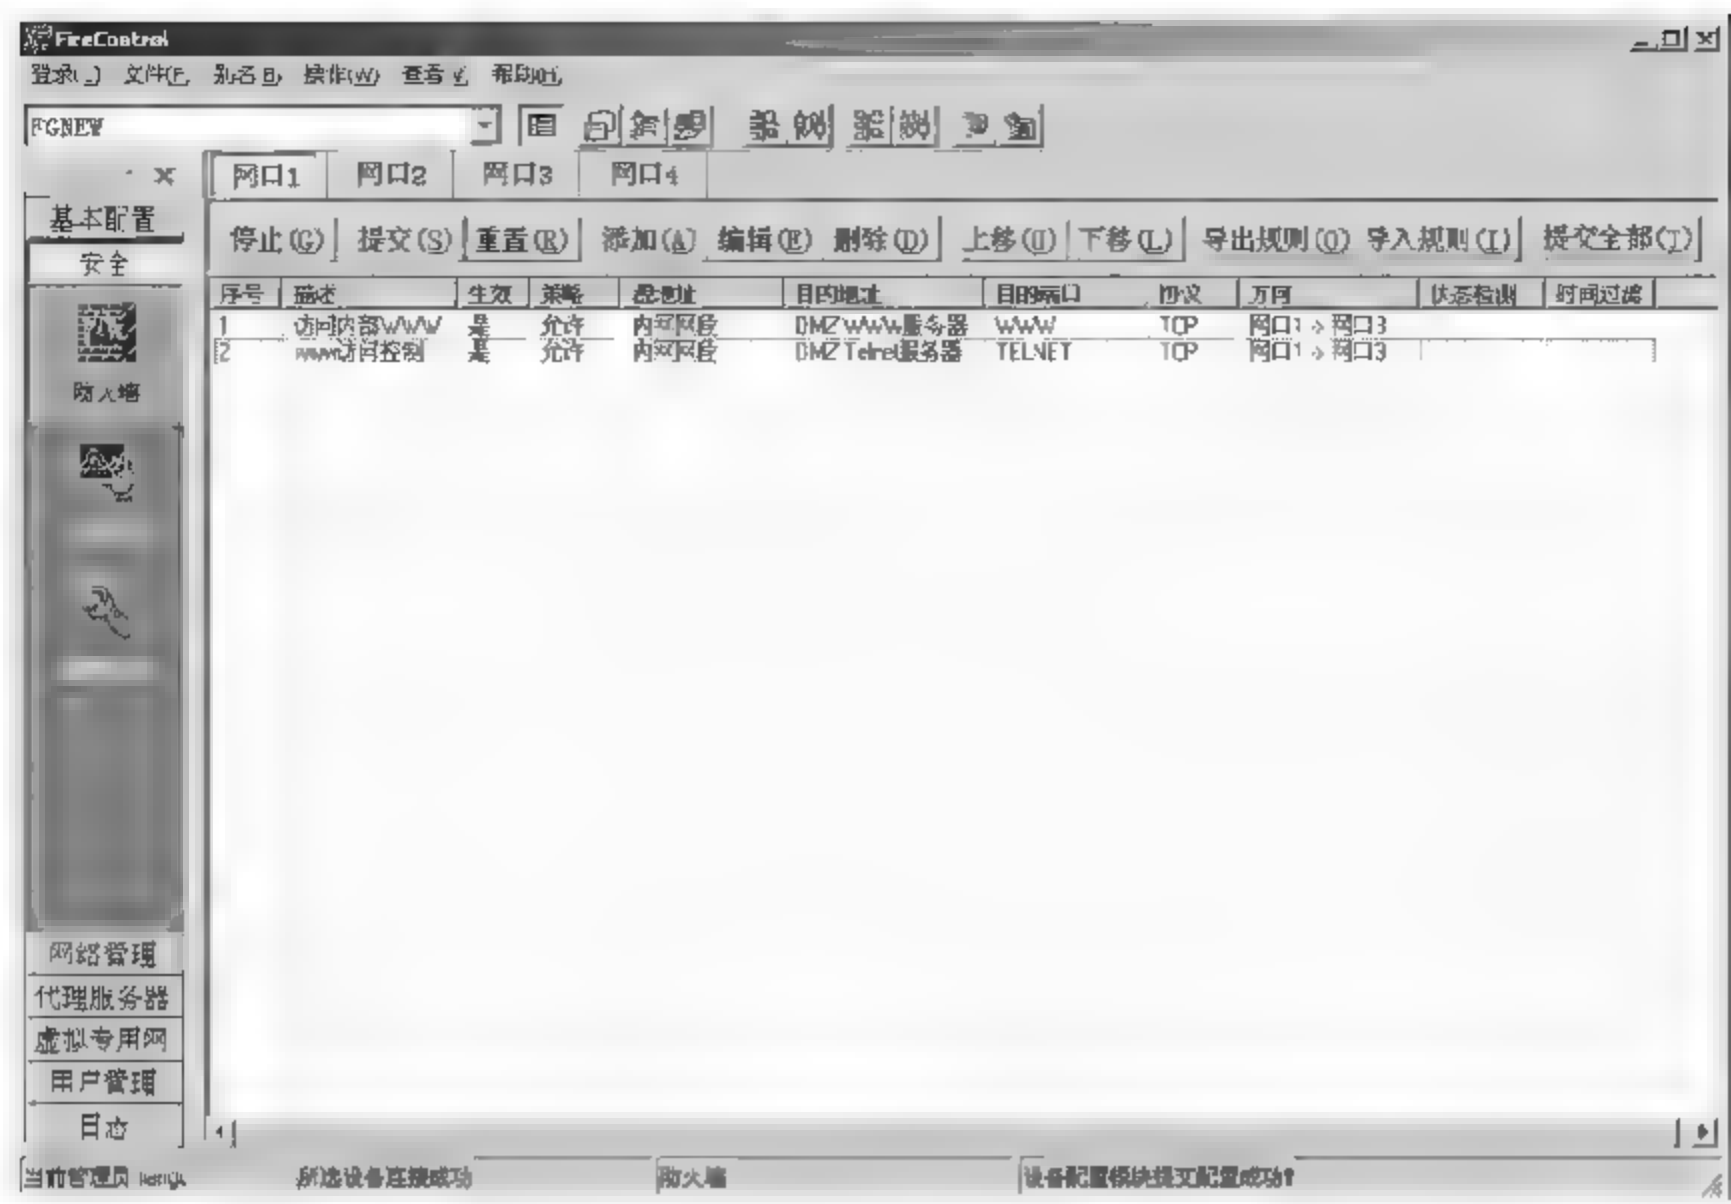 FireControl
登录(L) 文件(F) 别名(B) 操作(W) 查看(V) 帮助(H)
FGNEW
网口1 网口2 网口3 网口4
基本配置
停止(G) 提交(S) 重置(R) 添加(A) 编辑(E) 删除(D) 上移(U) 下移(L) 导出规则(O) 导入规则(I) 提交全部(T)
安全
序号 描述 生效 策略 源地址 目的地址 目的端口 协议 方向 状态检测 时间过滤
1 访问内部WWW 是 允许 内网网段 DMZ WWW服务器 WWW TCP 网口1->网口3
2 www访问控制 是 允许 内网网段 DMZ Telnet服务器 TELNET TCP 网口1->网口3
防火墙
网络管理
代理服务器
虚拟专用网
用户管理
日志
当前管理员 所选设备连接成功 防火墙 设备配置模块提交配置成功!